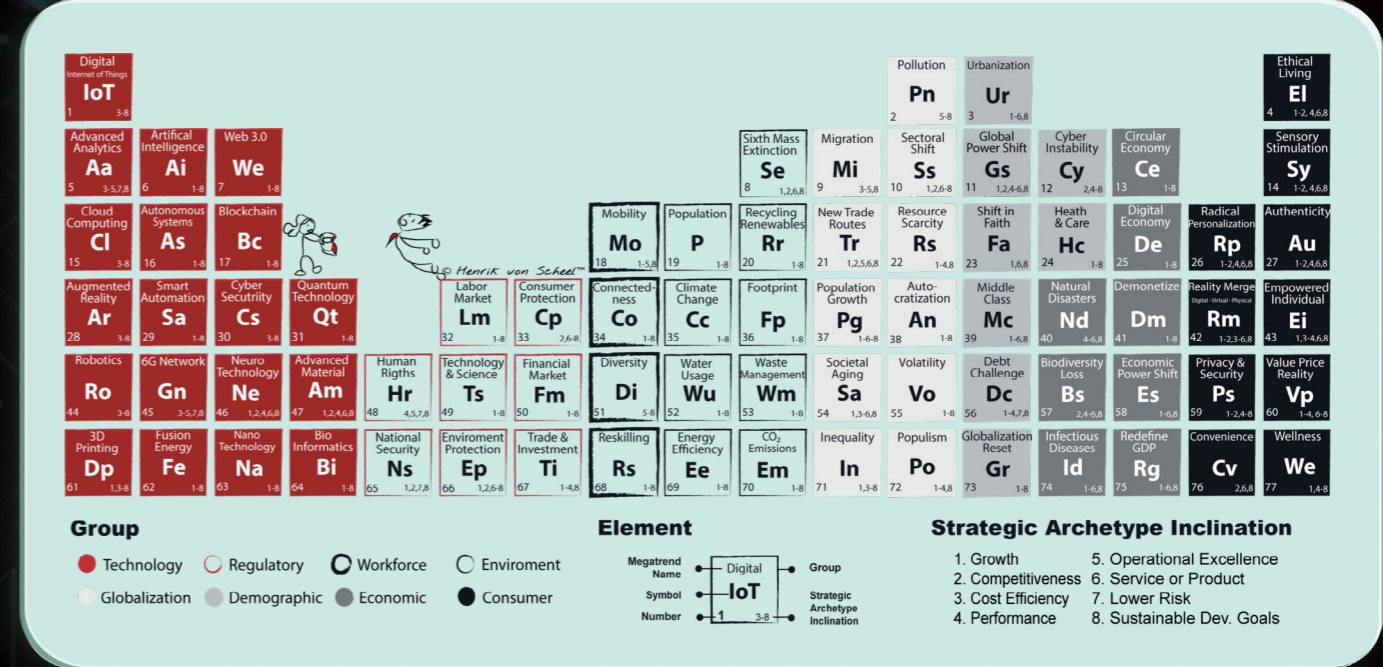 Digital
Internet of Things
IoT
1 3-8
Pollution
Pn
2 5-8
Urbanization
Ur
3 1-6,8
Ethical
Living
El
4 1-2, 4,6,8
Advanced
Analytics
Aa
5 3-5,7,8
Artifical
Intelligence
Ai
6 1-8
Web 3.0
We
7 1-8
Sixth Mass
Extinction
Se
8 1,2,6,8
Migration
Mi
9 3-5,8
Sectoral
Shift
Ss
10 1,2,6-8
Global
Power Shift
Gs
11 1,2,4-6,8
Cyber
Instability
Cy
12 2,4-8
Circular
Economy
Ce
13 1-8
Sensory
Stimulation
Sy
14 1-2, 4,6,8
Cloud
Computing
Cl
15 3-8
Autonomous
Systems
As
16 1-8
Blockchain
Bc
17 1-8
Mobility
Mo
18 1-5,8
Population
P
19 1-8
Recycling
Renewables
Rr
20 1-8
New Trade
Routes
Tr
21 1,2,5,6,8
Resource
Scarcity
Rs
22 1-4,8
Shift in
Faith
Fa
23 1,6,8
Heath
& Care
Hc
24 1-8
Digital
Economy
De
25 1-8
Radical
Personalization
Rp
26 1-2,4,6,8
Authenticity
Au
27 1-2,4,6,8
© Henrik von Scheel™
Augmented
Reality
Ar
28 3-8
Smart
Automation
Sa
29 1-8
Cyber
Secutriity
Cs
30 3-8
Quantum
Technology
Qt
31 1-8
Labor
Market
Lm
32 1-8
Consumer
Protection
Cp
33 2,6-8
Connected-
ness
Co
34 1-8
Climate
Change
Cc
35 1-8
Footprint
Fp
36 1-8
Population
Growth
Pg
37 1-6-8
Auto-
cratization
An
38 1-8
Middle
Class
Mc
39 1-6,8
Natural
Disasters
Nd
40 4-6,8
Demonetize
Dm
41 1-8
Reality Merge
Digital - Virtual - Physical
Rm
42 1-2,3-6,8
Empowered
Individual
Ei
43 1,3-4,6,8
Robotics
Ro
44 3-8
6G Network
Gn
45 3-5,7,8
Neuro
Technology
Ne
46 1,2,4,6,8
Advanced
Material
Am
47 1,2,4,6,8
Human
Rigths
Hr
48 4,5,7,8
Technology
& Science
Ts
49 1-8
Financial
Market
Fm
50 1-8
Diversity
Di
51 5-8
Water
Usage
Wu
52 1-8
Waste
Management
Wm
53 1-8
Societal
Aging
Sa
54 1,3-6,8
Volatility
Vo
55 1-8
Debt
Challenge
Dc
56 1-4,7,8
Biodiversity
Loss
Bs
57 2,4-6,8
Economic
Power Shift
Es
58 1-6,8
Privacy &
Security
Ps
59 1-2,4-8
Value Price
Reality
Vp
60 1-4, 6-8
3D
Printing
Dp
61 1,3-8
Fusion
Energy
Fe
62 1-8
Nano
Technology
Na
63 1-8
Bio
Informatics
Bi
64 1-8
National
Security
Ns
65 1,2,7,8
Enviroment
Protection
Ep
66 1,2,6-8
Trade &
Investment
Ti
67 1-4,8
Reskilling
Rs
68 1-8
Energy
Efficiency
Ee
69 1-8
CO₂
Emissions
Em
70 1-8
Inequality
In
71 1,3-8
Populism
Po
72 1-4,8
Globalization
Reset
Gr
73 1-8
Infectious
Diseases
Id
74 1-6,8
Redefine
GDP
Rg
75 1-6,8
Convenience
Cv
76 2,6,8
Wellness
We
77 1,4-8
Group
Technology Regulatory Workforce Enviroment
Globalization Demographic Economic Consumer
Element
Megatrend
Name
Symbol
Number
Digital
IoT
1 3-8
Group
Strategic
Archetype
Inclination
Strategic Archetype Inclination
1. Growth
2. Competitiveness
3. Cost Efficiency
4. Performance
5. Operational Excellence
6. Service or Product
7. Lower Risk
8. Sustainable Dev. Goals